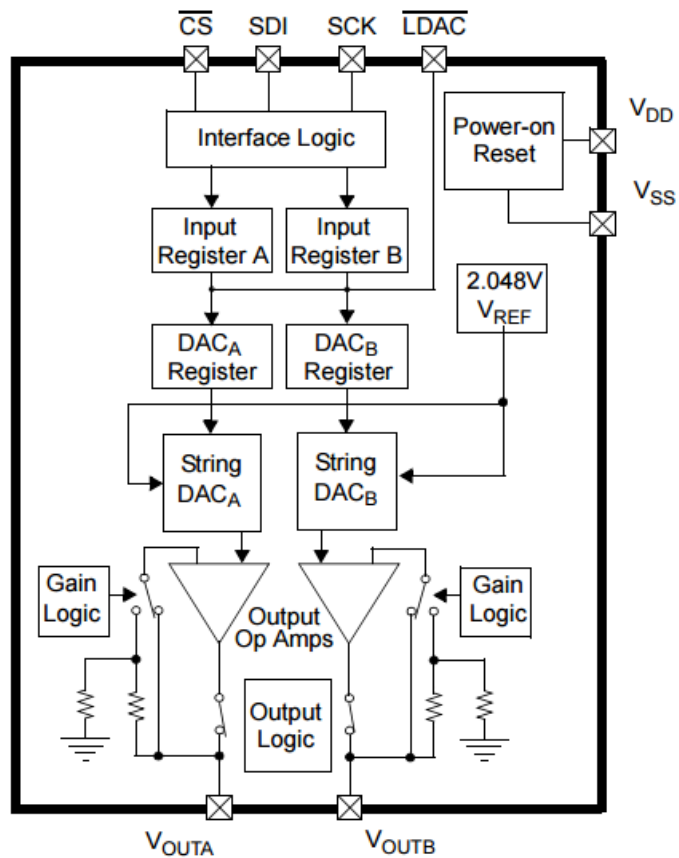 CS SDI SCK LDAC
Interface Logic
Power-on
Reset
VDD
VSS
Input
Register A
Input
Register B
2.048V
VREF
DACA
Register
DACB
Register
String
DACA
String
DACB
Gain
Logic
Output
Op Amps
Gain
Logic
Output
Logic
VOUTA
VOUTB